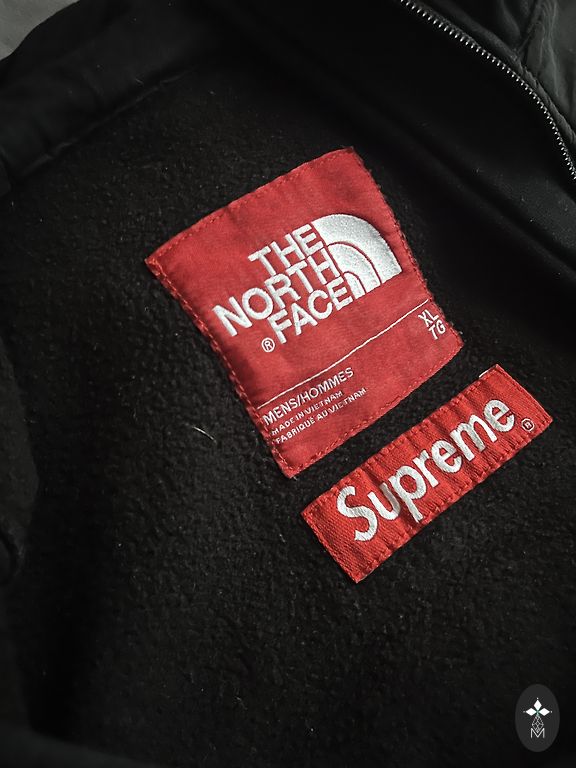 THE
NORTH
FACE
®
XL
TG
MENS/HOMMES
MADE IN VIETNAM
FABRIQUÉ AU VIETNAM
Supreme®
M